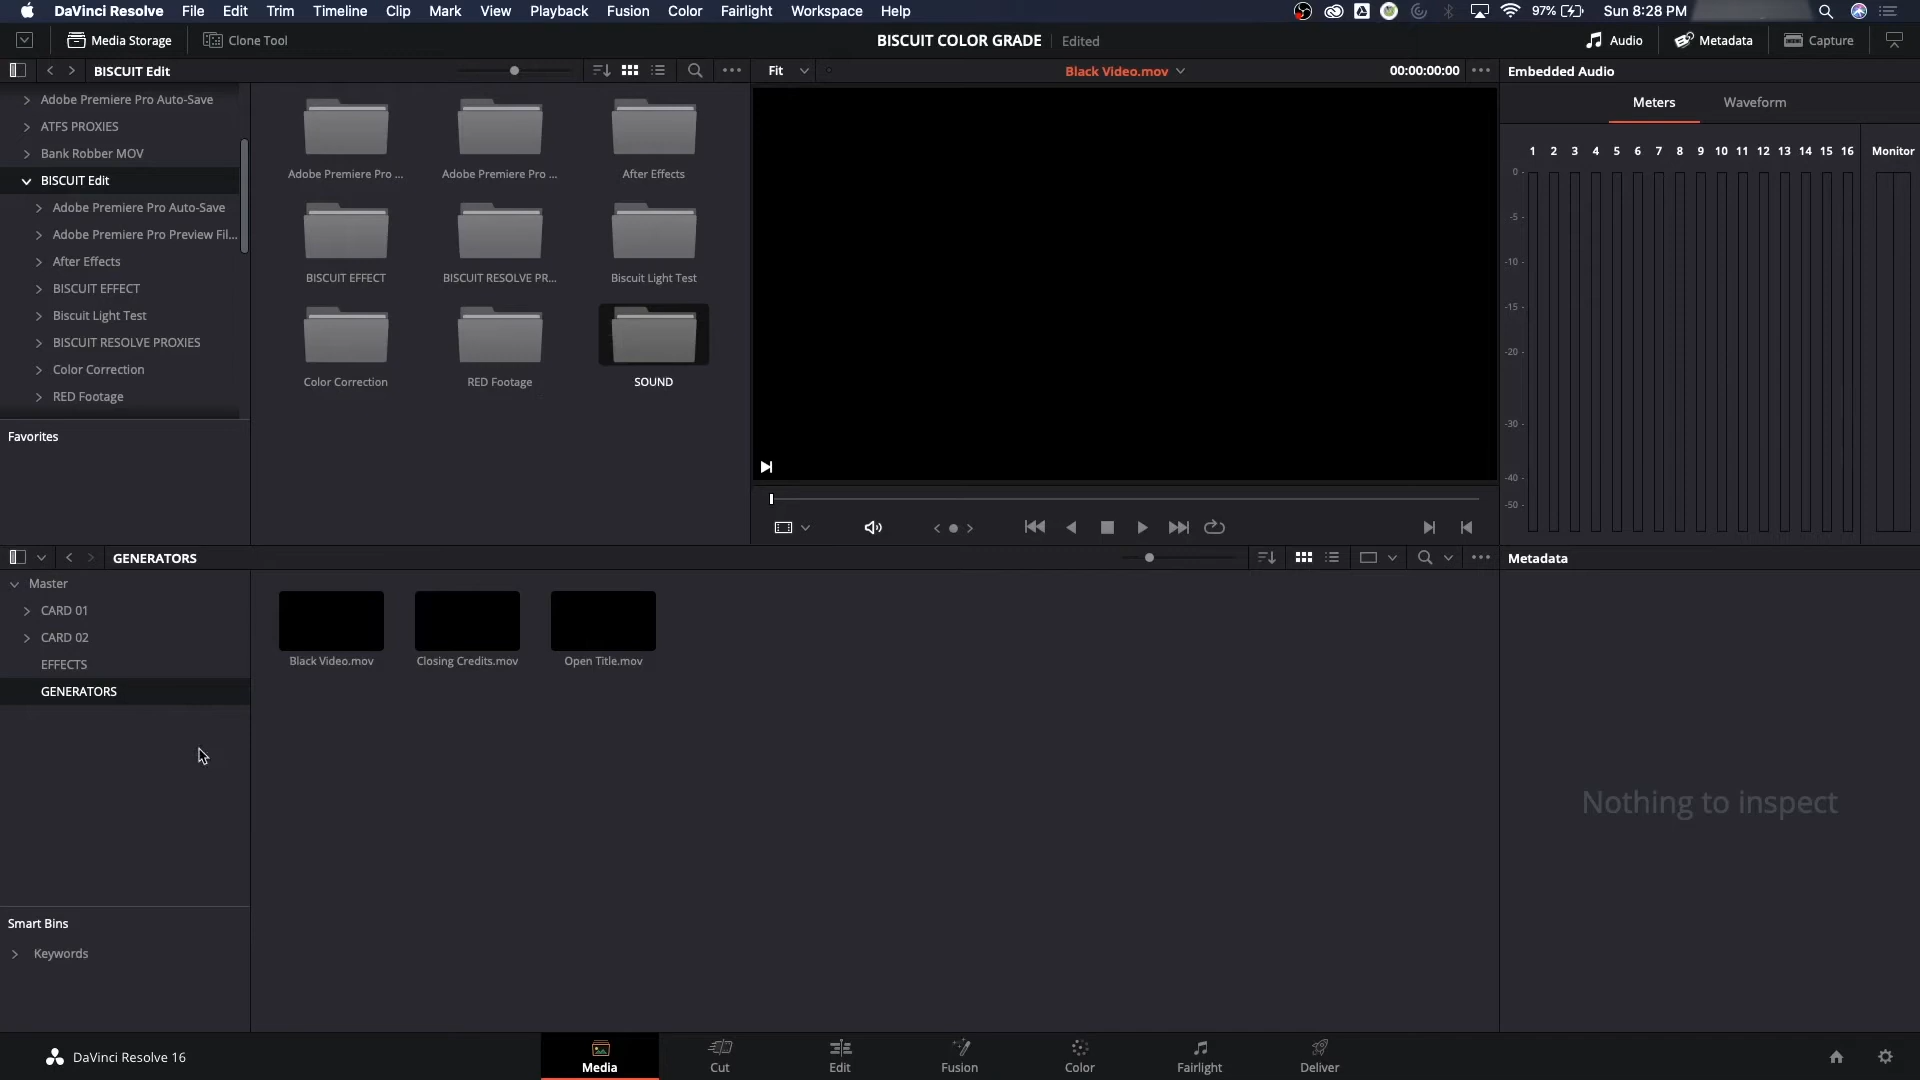 DaVinci Resolve File Edit Trim Timeline Clip Mark View Playback Fusion Color Fairlight Workspace Help 97% Sun 8:28 PM
Media Storage Clone Tool BISCUIT COLOR GRADE Edited Audio Metadata Capture
BISCUIT Edit Fit Black Video.mov 00:00:00:00 Embedded Audio
Adobe Premiere Pro Auto-Save
ATFS PROXIES
Bank Robber MOV
BISCUIT Edit
Adobe Premiere Pro Auto-Save
Adobe Premiere Pro Preview Fil...
After Effects
BISCUIT EFFECT
Biscuit Light Test
BISCUIT RESOLVE PROXIES
Color Correction
RED Footage
Favorites
Adobe Premiere Pro ... Adobe Premiere Pro ... After Effects
BISCUIT EFFECT BISCUIT RESOLVE PR... Biscuit Light Test
Color Correction RED Footage SOUND
Meters Waveform
1 2 3 4 5 6 7 8 9 10 11 12 13 14 15 16 Monitor
0 -
-5 -
-10 -
-15 -
-20 -
-30 -
-40 -
-50 -
GENERATORS Metadata
Master
CARD 01
CARD 02
EFFECTS
GENERATORS
Black Video.mov Closing Credits.mov Open Title.mov
Nothing to inspect
Smart Bins
Keywords
DaVinci Resolve 16 Media Cut Edit Fusion Color Fairlight Deliver